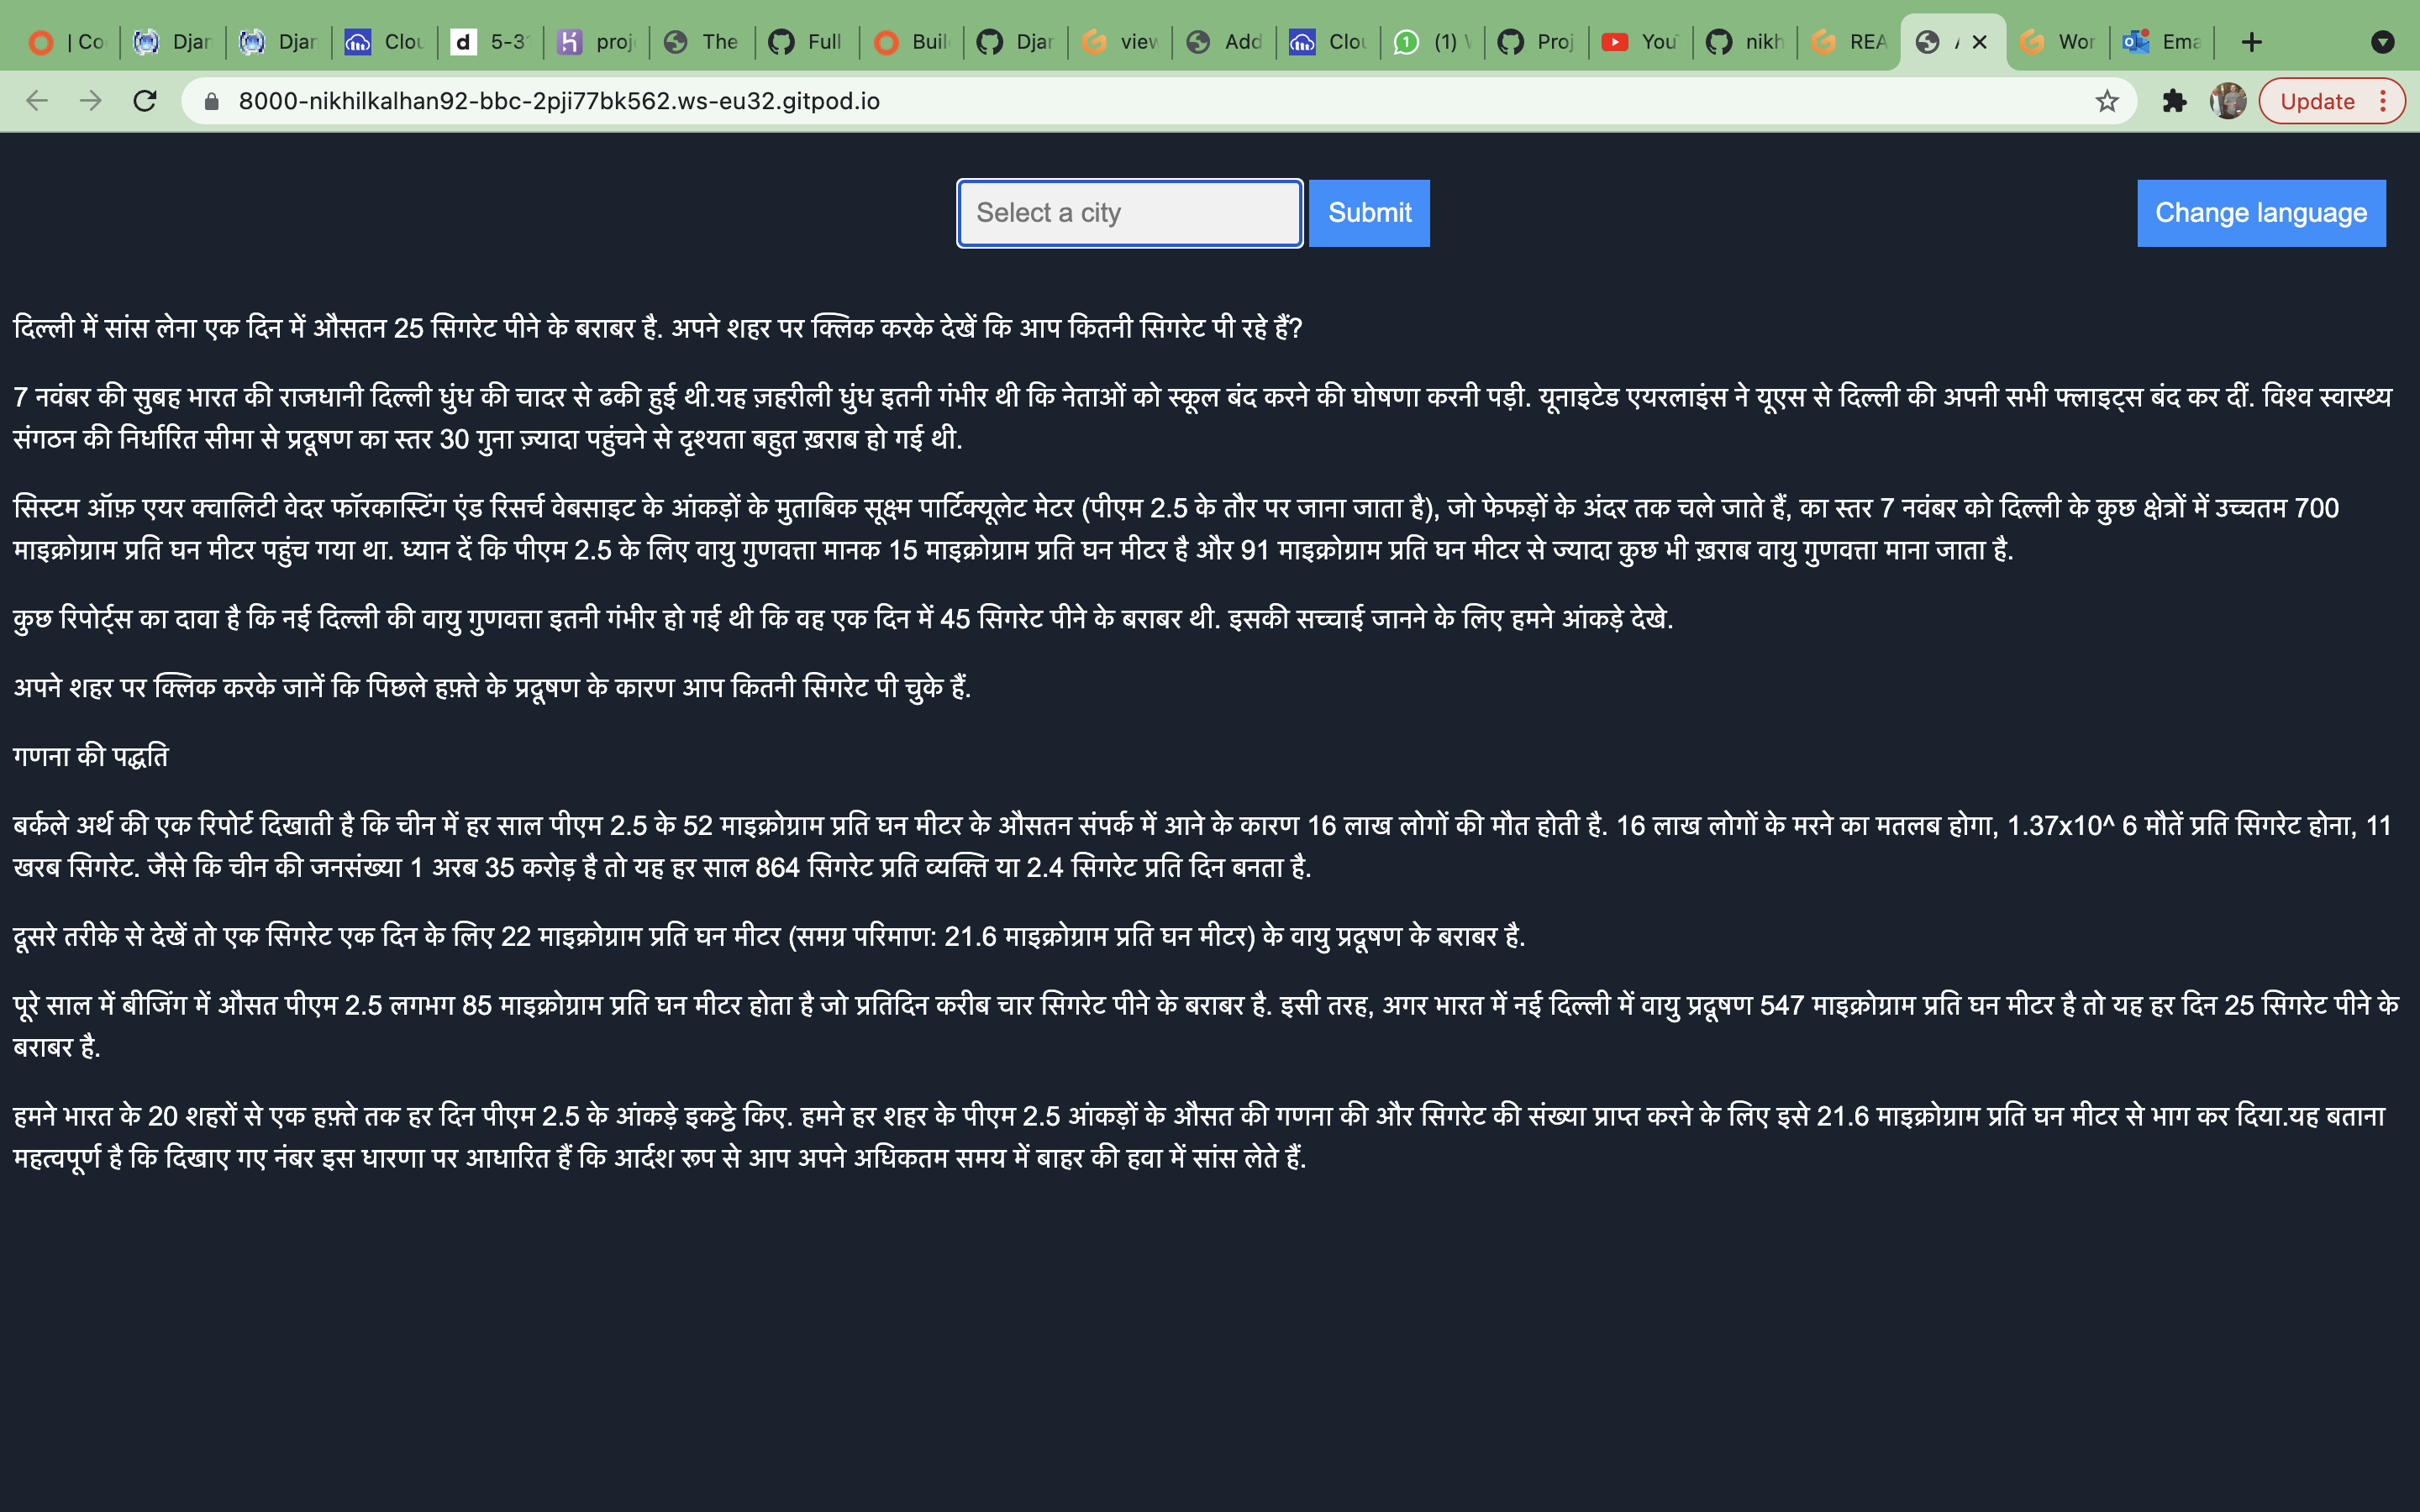 | Co
Djan
Djan
Clou
5-3
proj
The
Full
Buil
Djan
view
Add
Clou
(1)
Proj
You
nikh
REA
Wor
Ema
8000-nikhilkalhan92-bbc-2pji77bk562.ws-eu32.gitpod.io
Update
Select a city
Submit
Change language
दिल्ली में सांस लेना एक दिन में औसतन 25 सिगरेट पीने के बराबर है. अपने शहर पर क्लिक करके देखें कि आप कितनी सिगरेट पी रहे हैं?
7 नवंबर की सुबह भारत की राजधानी दिल्ली धुंध की चादर से ढकी हुई थी.यह ज़हरीली धुंध इतनी गंभीर थी कि नेताओं को स्कूल बंद करने की घोषणा करनी पड़ी. यूनाइटेड एयरलाइंस ने यूएस से दिल्ली की अपनी सभी फ्लाइट्स बंद कर दीं. विश्व स्वास्थ्य
संगठन की निर्धारित सीमा से प्रदूषण का स्तर 30 गुना ज़्यादा पहुंचने से दृश्यता बहुत ख़राब हो गई थी.
सिस्टम ऑफ़ एयर क्वालिटी वेदर फॉरकास्टिंग एंड रिसर्च वेबसाइट के आंकड़ों के मुताबिक सूक्ष्म पार्टिक्यूलेट मेटर (पीएम 2.5 के तौर पर जाना जाता है), जो फेफड़ों के अंदर तक चले जाते हैं, का स्तर 7 नवंबर को दिल्ली के कुछ क्षेत्रों में उच्चतम 700
माइक्रोग्राम प्रति घन मीटर पहुंच गया था. ध्यान दें कि पीएम 2.5 के लिए वायु गुणवत्ता मानक 15 माइक्रोग्राम प्रति घन मीटर है और 91 माइक्रोग्राम प्रति घन मीटर से ज्यादा कुछ भी ख़राब वायु गुणवत्ता माना जाता है.
कुछ रिपोर्ट्स का दावा है कि नई दिल्ली की वायु गुणवत्ता इतनी गंभीर हो गई थी कि वह एक दिन में 45 सिगरेट पीने के बराबर थी. इसकी सच्चाई जानने के लिए हमने आंकड़े देखे.
अपने शहर पर क्लिक करके जानें कि पिछले हफ़्ते के प्रदूषण के कारण आप कितनी सिगरेट पी चुके हैं.
गणना की पद्धति
बर्कले अर्थ की एक रिपोर्ट दिखाती है कि चीन में हर साल पीएम 2.5 के 52 माइक्रोग्राम प्रति घन मीटर के औसतन संपर्क में आने के कारण 16 लाख लोगों की मौत होती है. 16 लाख लोगों के मरने का मतलब होगा, 1.37x10^ 6 मौतें प्रति सिगरेट होना, 11
खरब सिगरेट. जैसे कि चीन की जनसंख्या 1 अरब 35 करोड़ है तो यह हर साल 864 सिगरेट प्रति व्यक्ति या 2.4 सिगरेट प्रति दिन बनता है.
दूसरे तरीके से देखें तो एक सिगरेट एक दिन के लिए 22 माइक्रोग्राम प्रति घन मीटर (समग्र परिमाण: 21.6 माइक्रोग्राम प्रति घन मीटर) के वायु प्रदूषण के बराबर है.
पूरे साल में बीजिंग में औसत पीएम 2.5 लगभग 85 माइक्रोग्राम प्रति घन मीटर होता है जो प्रतिदिन करीब चार सिगरेट पीने के बराबर है. इसी तरह, अगर भारत में नई दिल्ली में वायु प्रदूषण 547 माइक्रोग्राम प्रति घन मीटर है तो यह हर दिन 25 सिगरेट पीने के
बराबर है.
हमने भारत के 20 शहरों से एक हफ़्ते तक हर दिन पीएम 2.5 के आंकड़े इकट्ठे किए. हमने हर शहर के पीएम 2.5 आंकड़ों के औसत की गणना की और सिगरेट की संख्या प्राप्त करने के लिए इसे 21.6 माइक्रोग्राम प्रति घन मीटर से भाग कर दिया.यह बताना
महत्वपूर्ण है कि दिखाए गए नंबर इस धारणा पर आधारित हैं कि आर्दश रूप से आप अपने अधिकतम समय में बाहर की हवा में सांस लेते हैं.